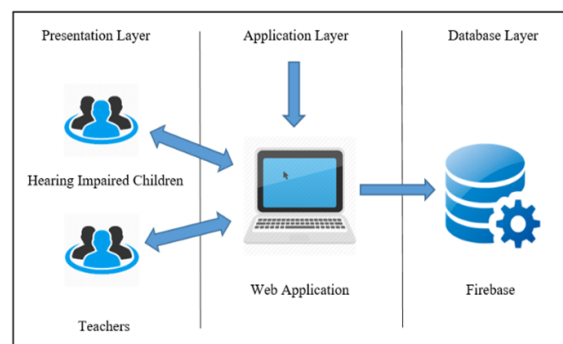 Presentation Layer
Application Layer
Database Layer
Hearing Impaired Children
Teachers
Web Application
Firebase